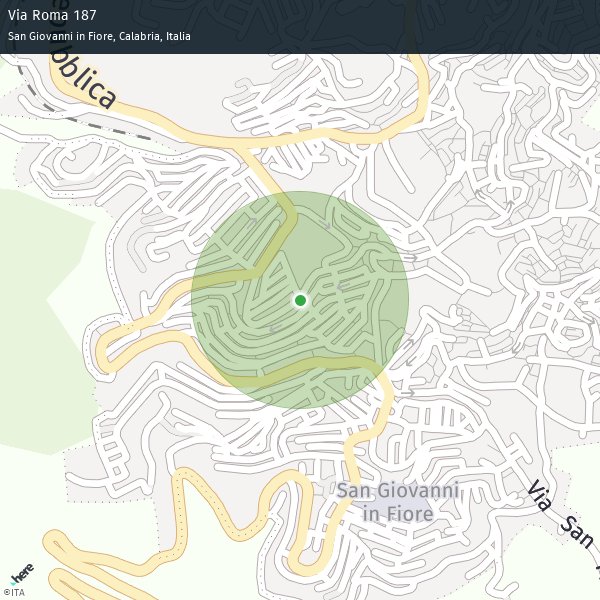 Via Roma 187
San Giovanni in Fiore, Calabria, Italia
bblica
San Giovanni
in Fiore
Via San
here
©ITA